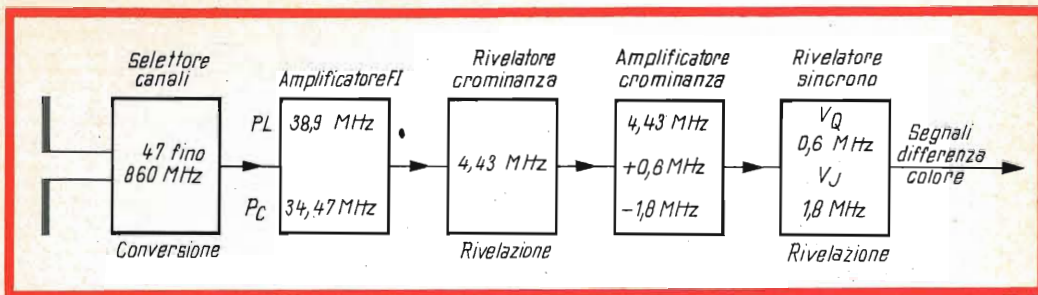 Selettore
canali
47 fino
860 MHz
Conversione
Amplificatore FI
PL 38,9 MHz
PC 34,47 MHz
Rivelatore
crominanza
4,43 MHz
Rivelazione
Amplificatore
crominanza
4,43 MHz
+0,6 MHz
-1,8 MHz
Rivelatore
sincrono
VQ
0,6 MHz
VJ
1,8 MHz
Rivelazione
Segnali
differenza
colore